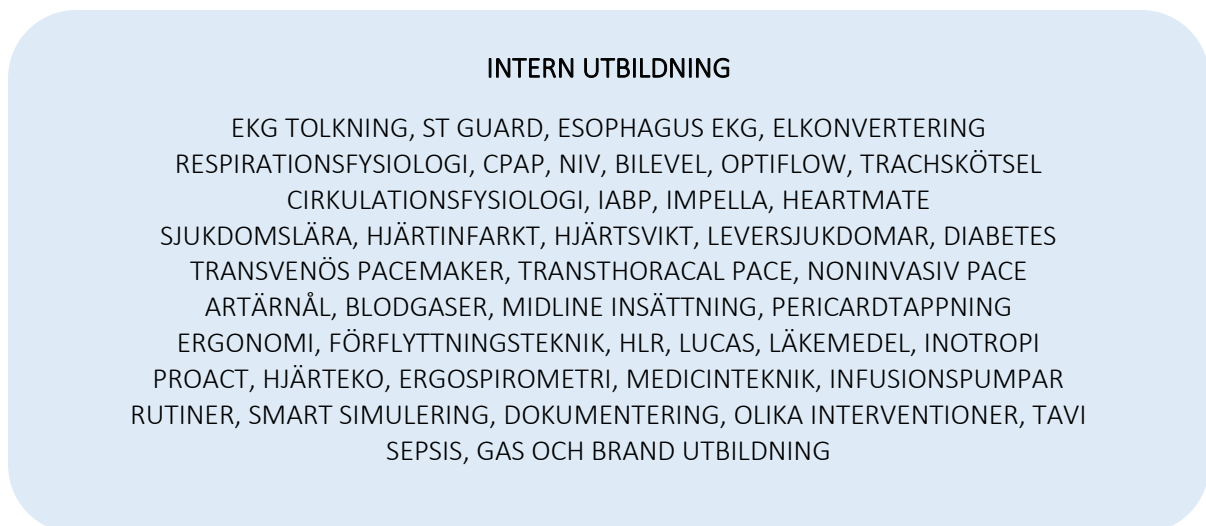 INTERN UTBILDNING
EKG TOLKNING, ST GUARD, ESOPHAGUS EKG, ELKONVERTERING
RESPIRATIONSFYSIOLOGI, CPAP, NIV, BILEVEL, OPTIFLOW, TRACHSKÖTSEL
CIRKULATIONSFYSIOLOGI, IABP, IMPELLA, HEARTMATE
SJUKDOMSLÄRA, HJÄRTINFARKT, HJÄRTSVIKT, LEVERSJUKDOMAR, DIABETES
TRANSVENÖS PACEMAKER, TRANSTHORACAL PACE, NONINVASIV PACE
ARTÄRNÅL, BLODGASER, MIDLINE INSÄTTNING, PERICARDTAPPNING
ERGONOMI, FÖRFLYTTNINGSTEKNIK, HLR, LUCAS, LÄKEMEDEL, INOTROPI
PROACT, HJÄRTEKO, ERGOSPIROMETRI, MEDICINTEKNIK, INFUSIONSPUMPAR
RUTINER, SMART SIMULERING, DOKUMENTERING, OLIKA INTERVENTIONER, TAVI
SEPSIS, GAS OCH BRAND UTBILDNING